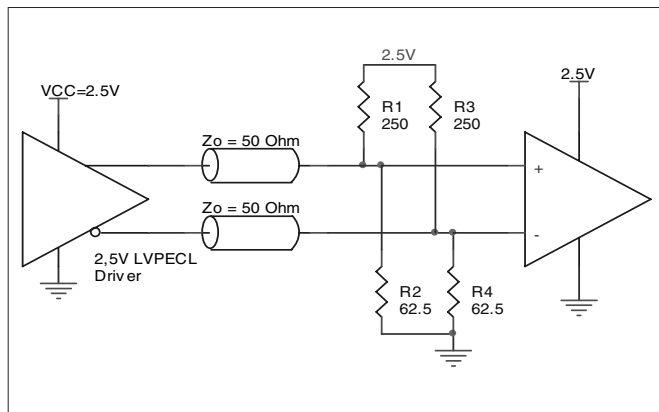 2.5V
VCC=2.5V
2.5V
R1
250
R3
250
Zo = 50 Ohm
+
Zo = 50 Ohm
-
2,5V LVPECL
Driver
R2
62.5
R4
62.5